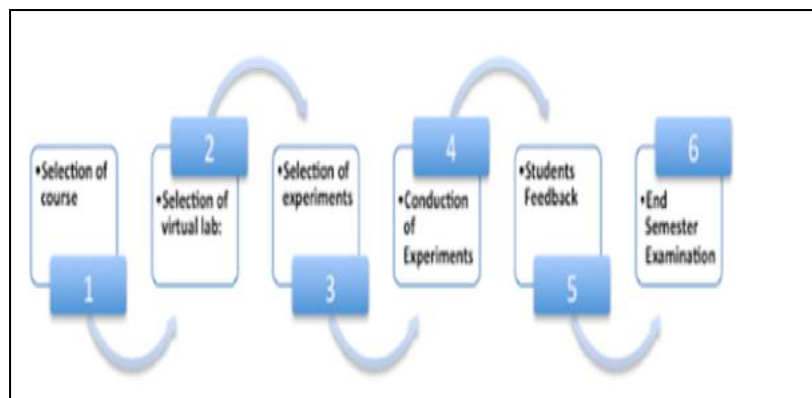 •Selection of
course
1
2
•Selection of
virtual lab:
•Selection of
experiments
3
4
•Conduction
of
Experiments
•Students
Feedback
5
6
•End
Semester
Examination